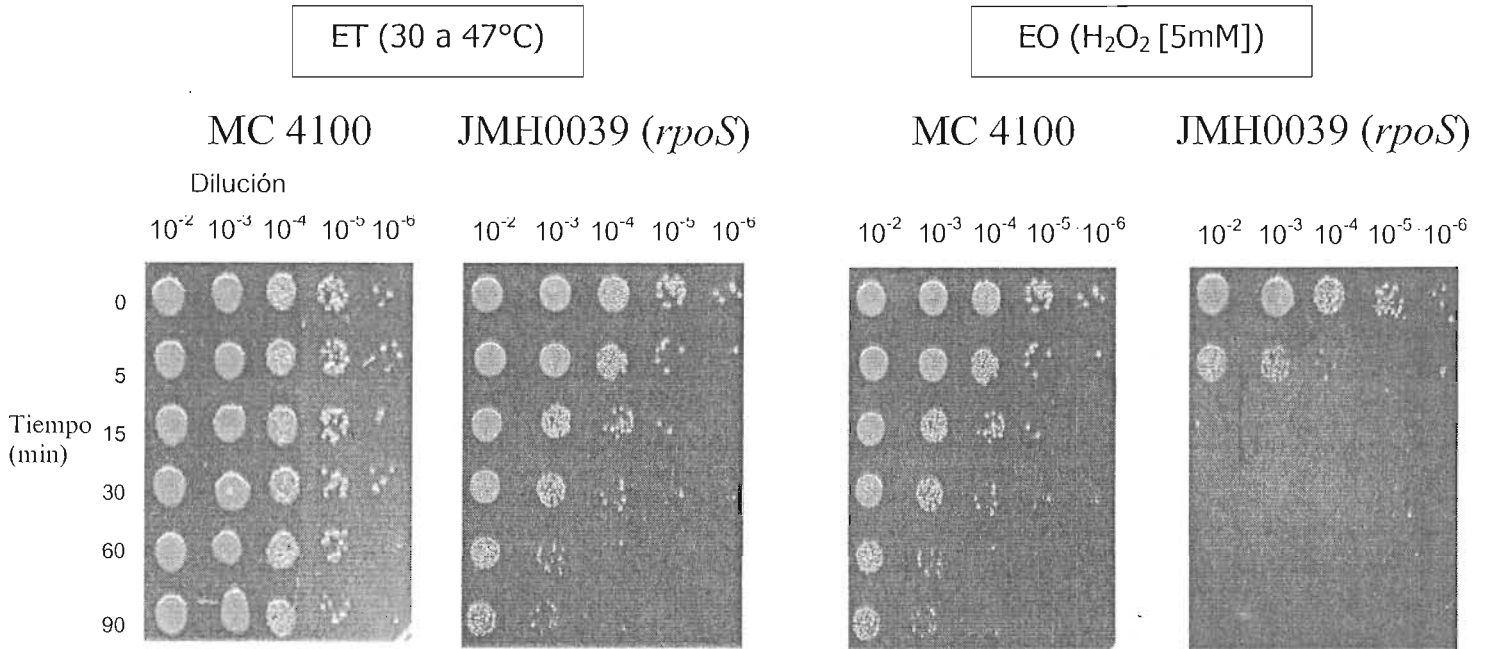 ET (30 a 47°C)
EO (H₂O₂ [5mM])
MC 4100
JMH0039 (rpoS)
MC 4100
JMH0039 (rpoS)
Dilución
10⁻² 10⁻³ 10⁻⁴ 10⁻⁵ 10⁻⁶
10⁻² 10⁻³ 10⁻⁴ 10⁻⁵ 10⁻⁶
10⁻² 10⁻³ 10⁻⁴ 10⁻⁵ 10⁻⁶
10⁻² 10⁻³ 10⁻⁴ 10⁻⁵ 10⁻⁶
Tiempo
(min)
0
5
15
30
60
90